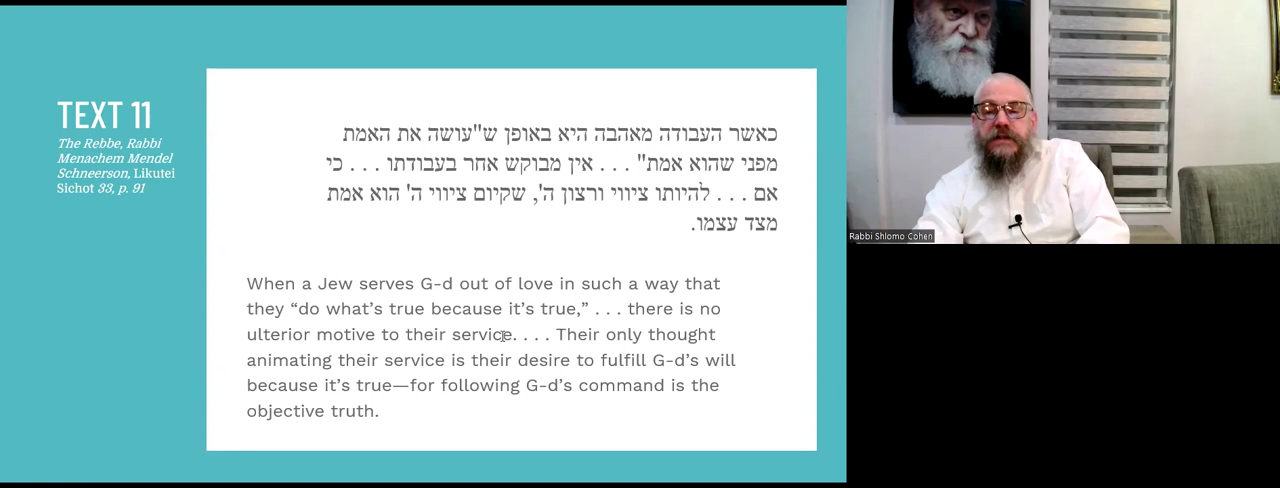 TEXT 11
The Rebbe, Rabbi
Menachem Mendel
Schneerson, Likutei
Sichot 33, p. 91
כאשר העבודה מאהבה היא באופן ש"עושה את האמת
מפני שהוא אמת" . . . אין מבוקש אחר בעבודתו . . . כי
אם . . . להיותו ציווי ורצון ה', שקיום ציווי ה' הוא אמת
מצד עצמו.
When a Jew serves G-d out of love in such a way that
they “do what’s true because it’s true,” . . . there is no
ulterior motive to their service. . . . Their only thought
animating their service is their desire to fulfill G-d’s will
because it’s true—for following G-d’s command is the
objective truth.
Rabbi Shlomo Cohen